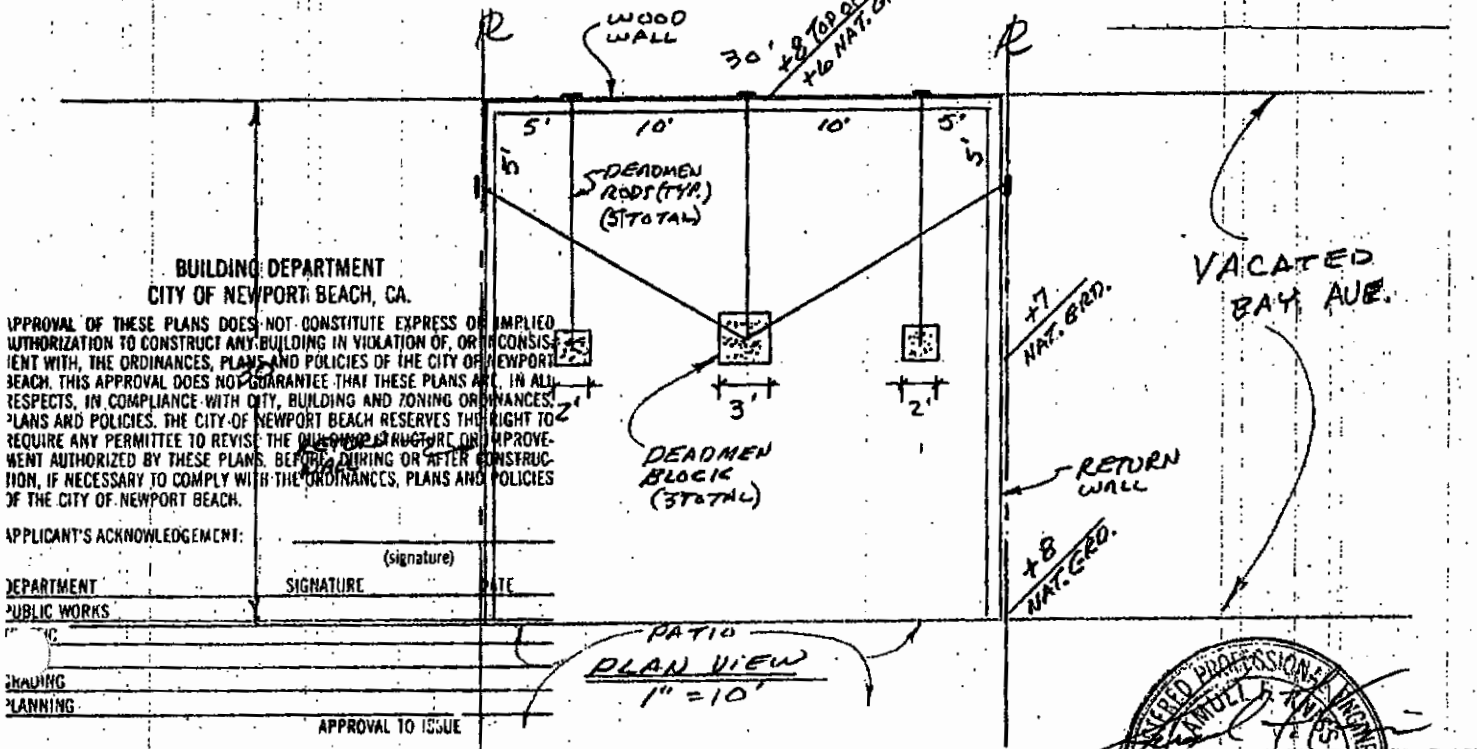 WOOD
WALL
30'
+8 TOP OF
+6 NAT. GR
5'
10'
10'
5'
5'
5'
DEADMEN
RODS (TYP.)
(5 TOTAL)
BUILDING DEPARTMENT
CITY OF NEWPORT BEACH, CA.
APPROVAL OF THESE PLANS DOES NOT CONSTITUTE EXPRESS OR IMPLIED
AUTHORIZATION TO CONSTRUCT ANY BUILDING IN VIOLATION OF, OR INCONSIS-
TENT WITH, THE ORDINANCES, PLANS AND POLICIES OF THE CITY OF NEWPORT
BEACH. THIS APPROVAL DOES NOT GUARANTEE THAT THESE PLANS ARE, IN ALL
RESPECTS, IN COMPLIANCE WITH CITY, BUILDING AND ZONING ORDINANCES,
PLANS AND POLICIES. THE CITY OF NEWPORT BEACH RESERVES THE RIGHT TO
REQUIRE ANY PERMITTEE TO REVISE THE BUILDING STRUCTURE OR IMPROVE-
MENT AUTHORIZED BY THESE PLANS, BEFORE, DURING OR AFTER CONSTRUC-
TION, IF NECESSARY TO COMPLY WITH THE ORDINANCES, PLANS AND POLICIES
OF THE CITY OF NEWPORT BEACH.
APPLICANT'S ACKNOWLEDGEMENT:
(signature)
DEPARTMENT SIGNATURE DATE
PUBLIC WORKS
GRADING
PLANNING
APPROVAL TO ISSUE
2'
3'
2'
DEADMEN
BLOCK
(3 TOTAL)
VACATED
BAY AVE.
+7
NAT. GRD.
RETURN
WALL
+8
NAT. GRD.
PATIO
PLAN VIEW
1" = 10'